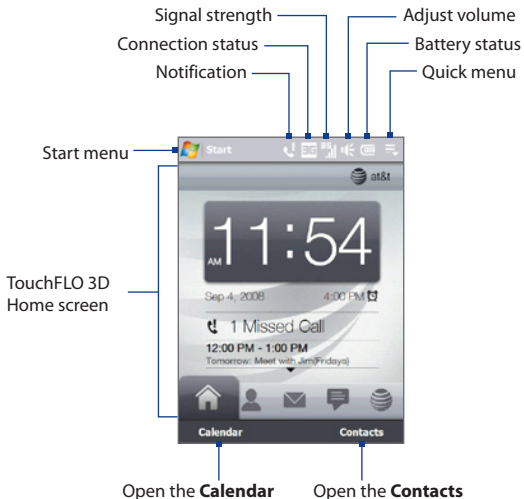 Signal strength
Adjust volume
Connection status
Battery status
Notification
Quick menu
Start menu
Start
3G
at&t
11:54
AM
Sep 4, 2008
4:00 PM
1 Missed Call
12:00 PM - 1:00 PM
Tomorrow: Meet with Jim(Fridays)
TouchFLO 3D
Home screen
Calendar
Contacts
Open the Calendar
Open the Contacts